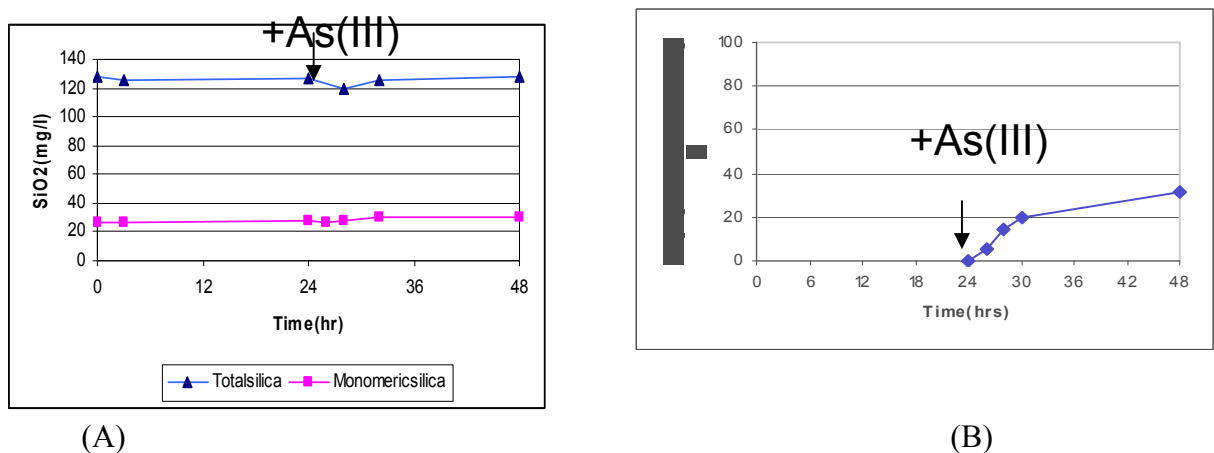 +As(III)
140
120
100
80
60
40
20
0
SiO2(mg/l)
0 12 24 36 48
Time(hr)
Totalsilica Monomericsilica
(A)
100
80
60
40
20
0
+As(III)
0 6 12 18 24 30 36 42 48
Time(hrs)
(B)